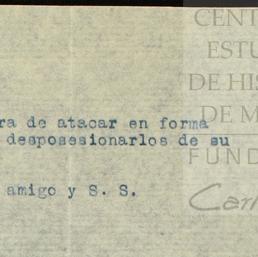 CENT
ESTU
DE HIS
DE M
FUND
ra de atacar en forma
desposesionarlos de su
amigo y S. S.